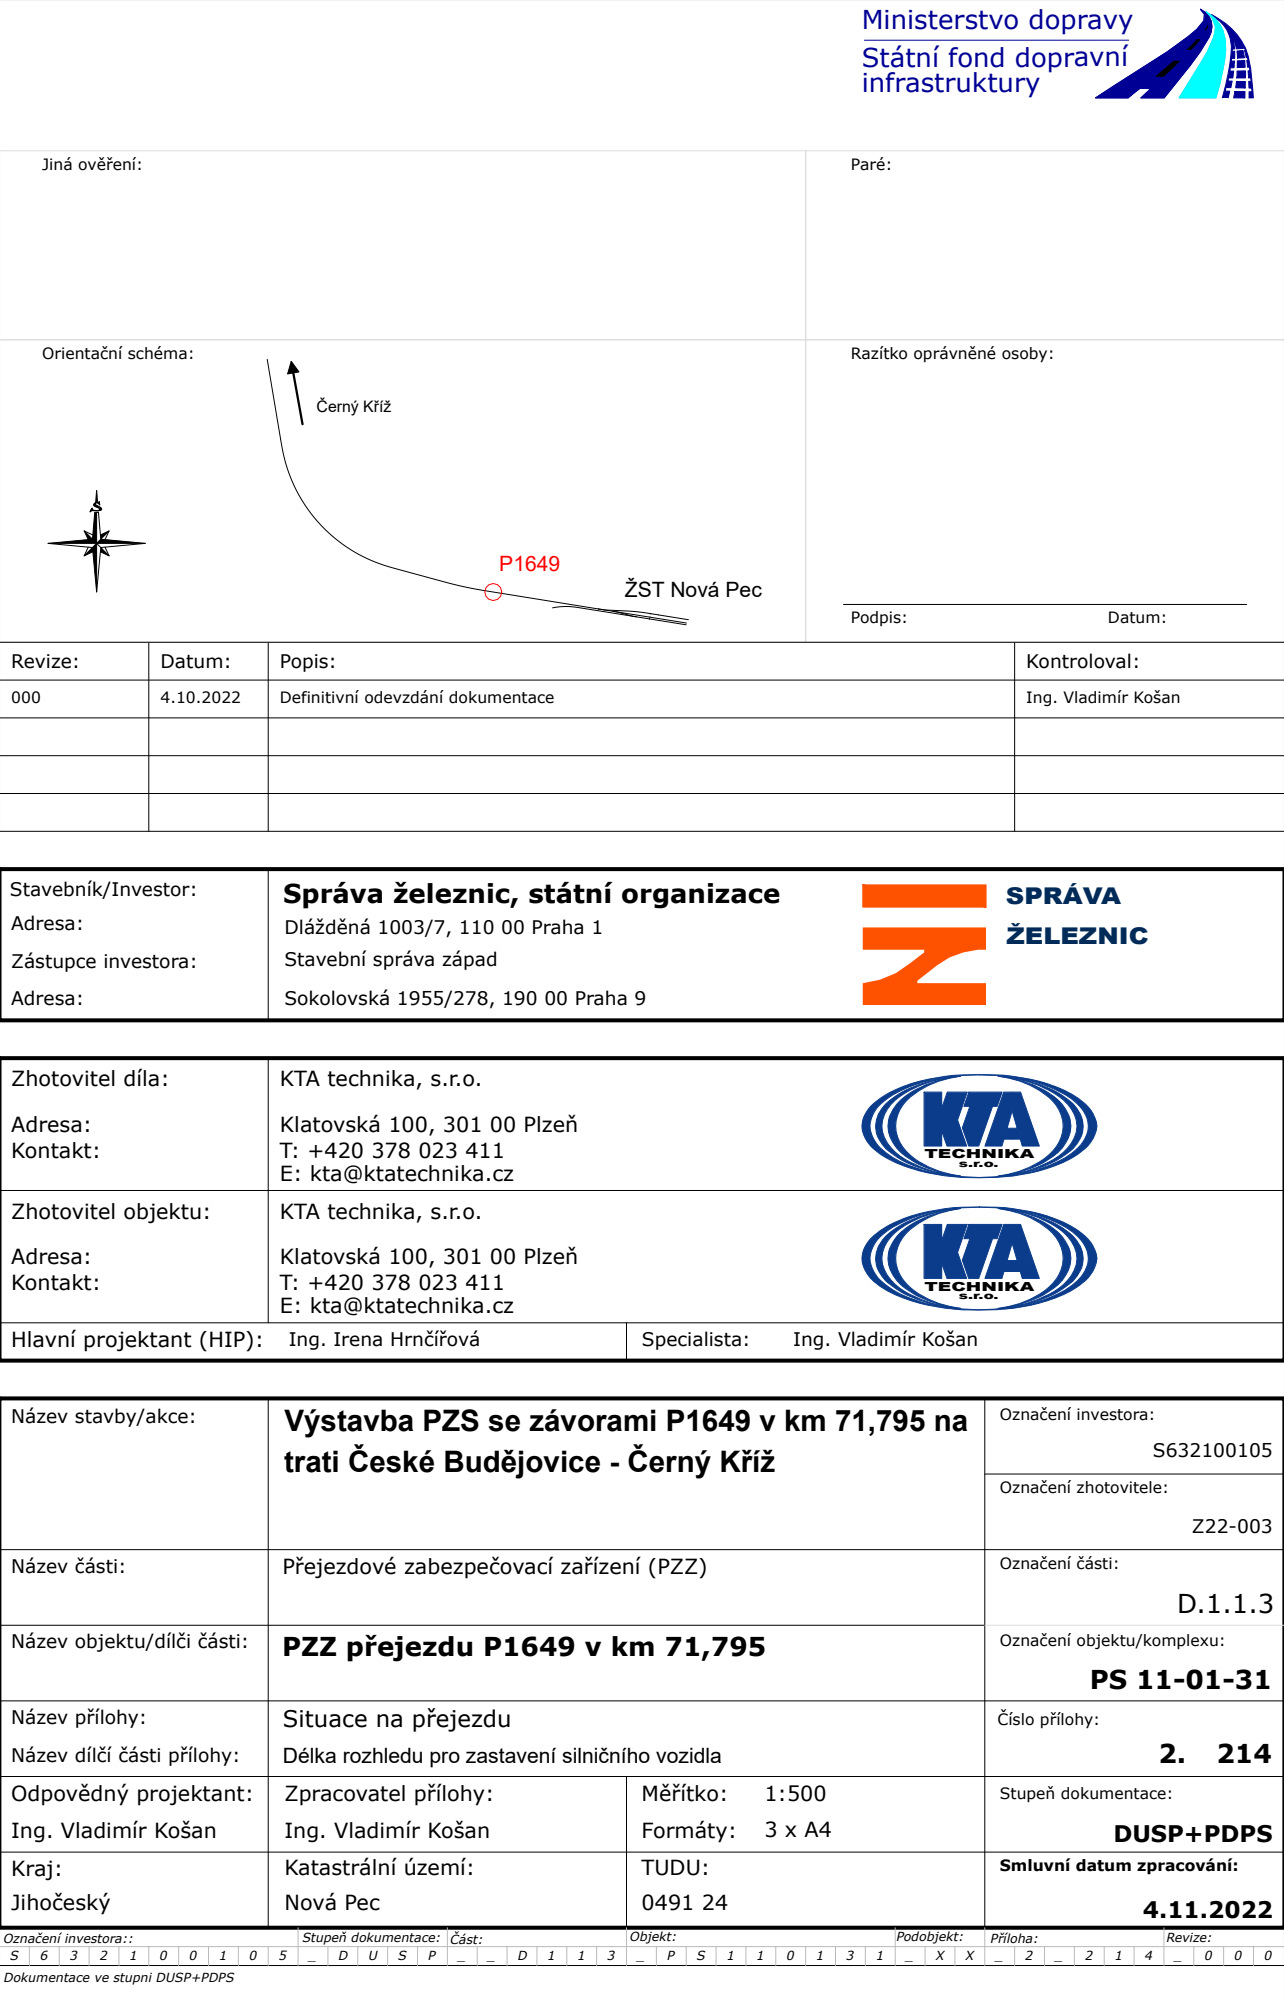 Ministerstvo dopravy
Státní fond dopravní
infrastruktury
Jiná ověření:
Paré:
Orientační schéma:
Razítko oprávněné osoby:
Černý Kříž
S
P1649
ŽST Nová Pec
Podpis: Datum:
Revize: Datum: Popis: Kontroloval:
000 4.10.2022 Definitivní odevzdání dokumentace Ing. Vladimír Košan
Stavebník/Investor: Správa železnic, státní organizace
Adresa: Dlážděná 1003/7, 110 00 Praha 1
Zástupce investora: Stavební správa západ
Adresa: Sokolovská 1955/278, 190 00 Praha 9
SPRÁVA
ŽELEZNIC
Zhotovitel díla: KTA technika, s.r.o.
Adresa: Klatovská 100, 301 00 Plzeň
Kontakt: T: +420 378 023 411
E: kta@ktatechnika.cz
KTA
TECHNIKA
s.r.o.
Zhotovitel objektu: KTA technika, s.r.o.
Adresa: Klatovská 100, 301 00 Plzeň
Kontakt: T: +420 378 023 411
E: kta@ktatechnika.cz
KTA
TECHNIKA
s.r.o.
Hlavní projektant (HIP): Ing. Irena Hrnčířová Specialista: Ing. Vladimír Košan
Název stavby/akce: Výstavba PZS se závorami P1649 v km 71,795 na
trati České Budějovice - Černý Kříž
Označení investora:
S632100105
Označení zhotovitele:
Z22-003
Název části: Přejezdové zabezpečovací zařízení (PZZ) Označení části:
D.1.1.3
Název objektu/dílči části: PZZ přejezdu P1649 v km 71,795 Označení objektu/komplexu:
PS 11-01-31
Název přílohy: Situace na přejezdu Číslo přílohy:
Název dílčí části přílohy: Délka rozhledu pro zastavení silničního vozidla 2. 214
Odpovědný projektant: Zpracovatel přílohy: Měřítko: 1:500 Stupeň dokumentace:
Ing. Vladimír Košan Ing. Vladimír Košan Formáty: 3 x A4 DUSP+PDPS
Kraj: Katastrální území: TUDU: Smluvní datum zpracování:
Jihočeský Nová Pec 0491 24 4.11.2022
Označení investora:: Stupeň dokumentace: Část: Objekt: Podobjekt: Příloha: Revize:
S 6 3 2 1 0 0 1 0 5 _ D U S P _ _ D 1 1 3 _ P S 1 1 0 1 3 1 _ X X _ 2 _ 2 1 4 _ 0 0 0
Dokumentace ve stupni DUSP+PDPS